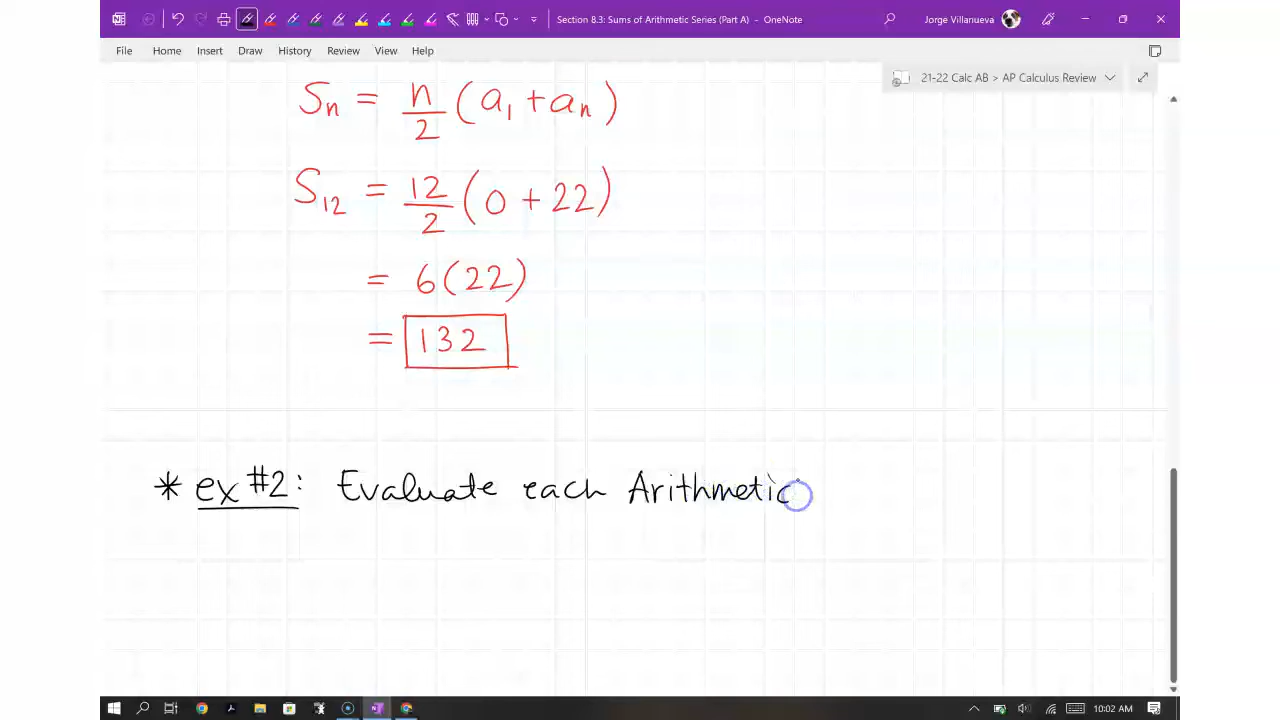 Section 8.3: Sums of Arithmetic Series (Part A) - OneNote
Jorge Villanueva
File Home Insert Draw History Review View Help
21-22 Calc AB > AP Calculus Review
Sn = n/2 (a1 + an)
S12 = 12/2 (0 + 22)
= 6(22)
= 132
* ex #2: Evaluate each Arithmetic
10:02 AM